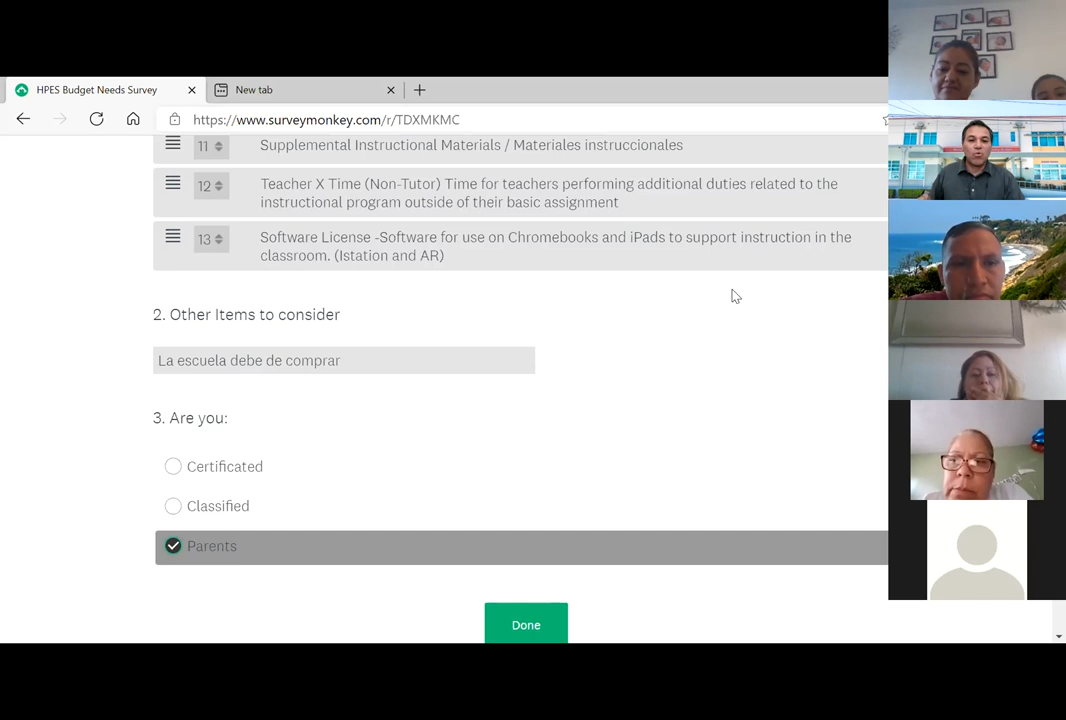 HPES Budget Needs Survey
New tab
https://www.surveymonkey.com/r/TDXMKMC
11 Supplemental Instructional Materials / Materiales instruccionales
12 Teacher X Time (Non-Tutor) Time for teachers performing additional duties related to the
instructional program outside of their basic assignment
13 Software License -Software for use on Chromebooks and iPads to support instruction in the
classroom. (Istation and AR)
2. Other Items to consider
La escuela debe de comprar
3. Are you:
Certificated
Classified
Parents
Done